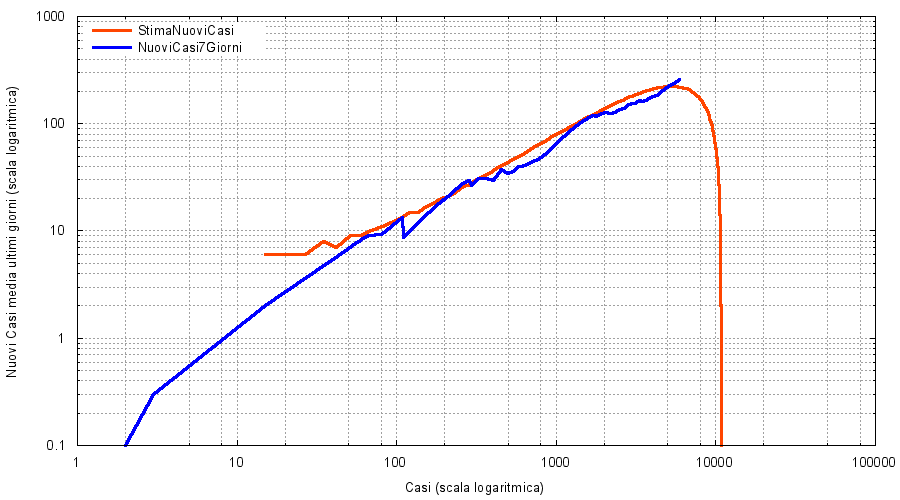 1000
100
10
1
0.1
StimaNuoviCasi
NuoviCasi7Giorni
Nuovi Casi media ultimi giorni (scala logaritmica)
1 10 100 1000 10000 100000
Casi (scala logaritmica)